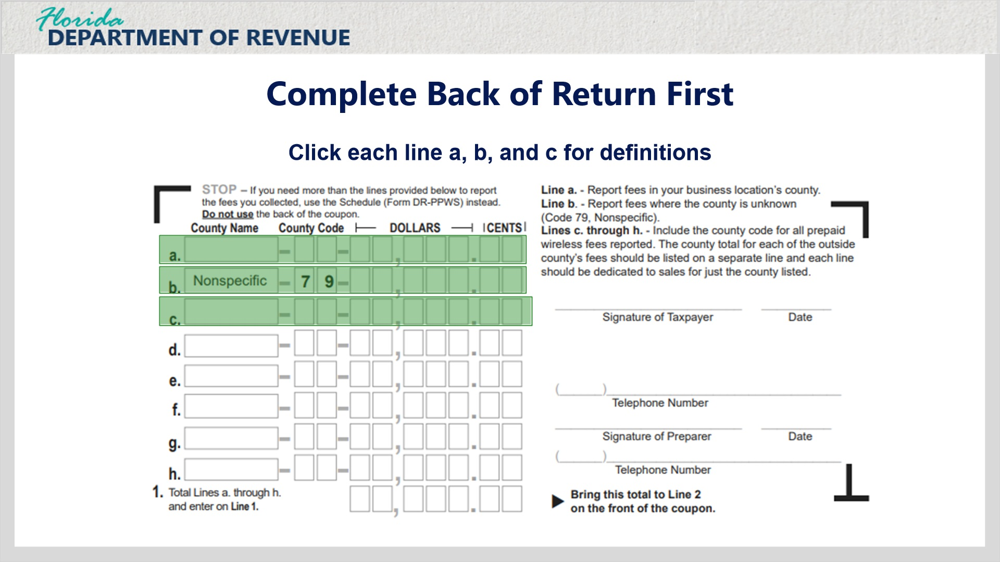 Florida
DEPARTMENT OF REVENUE
Complete Back of Return First
Click each line a, b, and c for definitions
STOP – If you need more than the lines provided below to report
the fees you collected, use the Schedule (Form DR-PPWS) instead.
Do not use the back of the coupon.
County Name County Code DOLLARS CENTS
a.
b. Nonspecific – 7 9 –
c.
d.
e.
f.
g.
h.
1. Total Lines a. through h.
and enter on Line 1.
Line a. - Report fees in your business location's county.
Line b. - Report fees where the county is unknown
(Code 79, Nonspecific).
Lines c. through h. - Include the county code for all prepaid
wireless fees reported. The county total for each of the outside
county's fees should be listed on a separate line and each line
should be dedicated to sales for just the county listed.
Signature of Taxpayer Date
(______)
Telephone Number
Signature of Preparer Date
(______)
Telephone Number
Bring this total to Line 2
on the front of the coupon.